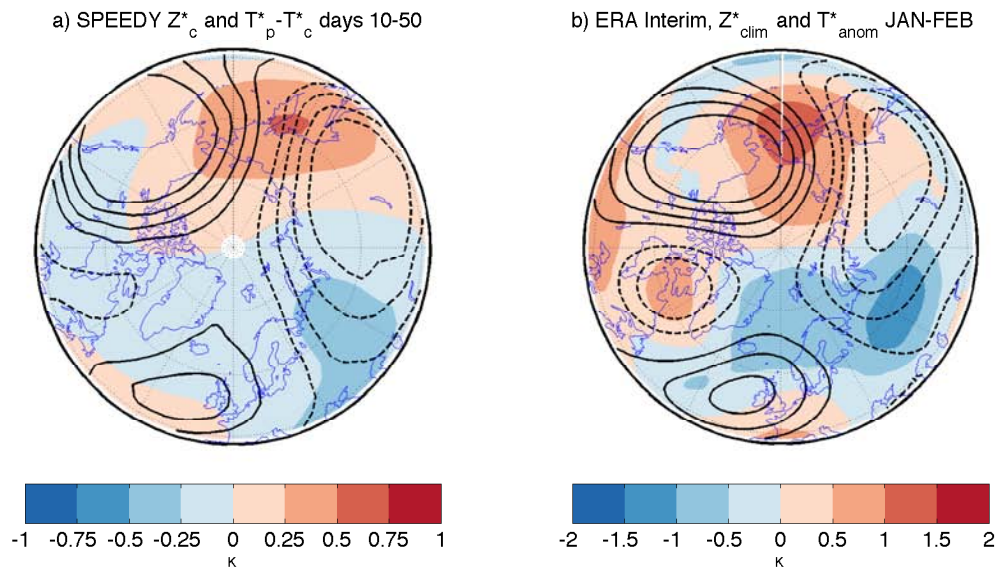 a) SPEEDY Z*c and T*p-T*c days 10-50
b) ERA Interim, Z*clim and T*anom JAN-FEB
-1 -0.75 -0.5 -0.25 0 0.25 0.5 0.75 1
K
-2 -1.5 -1 -0.5 0 0.5 1 1.5 2
K